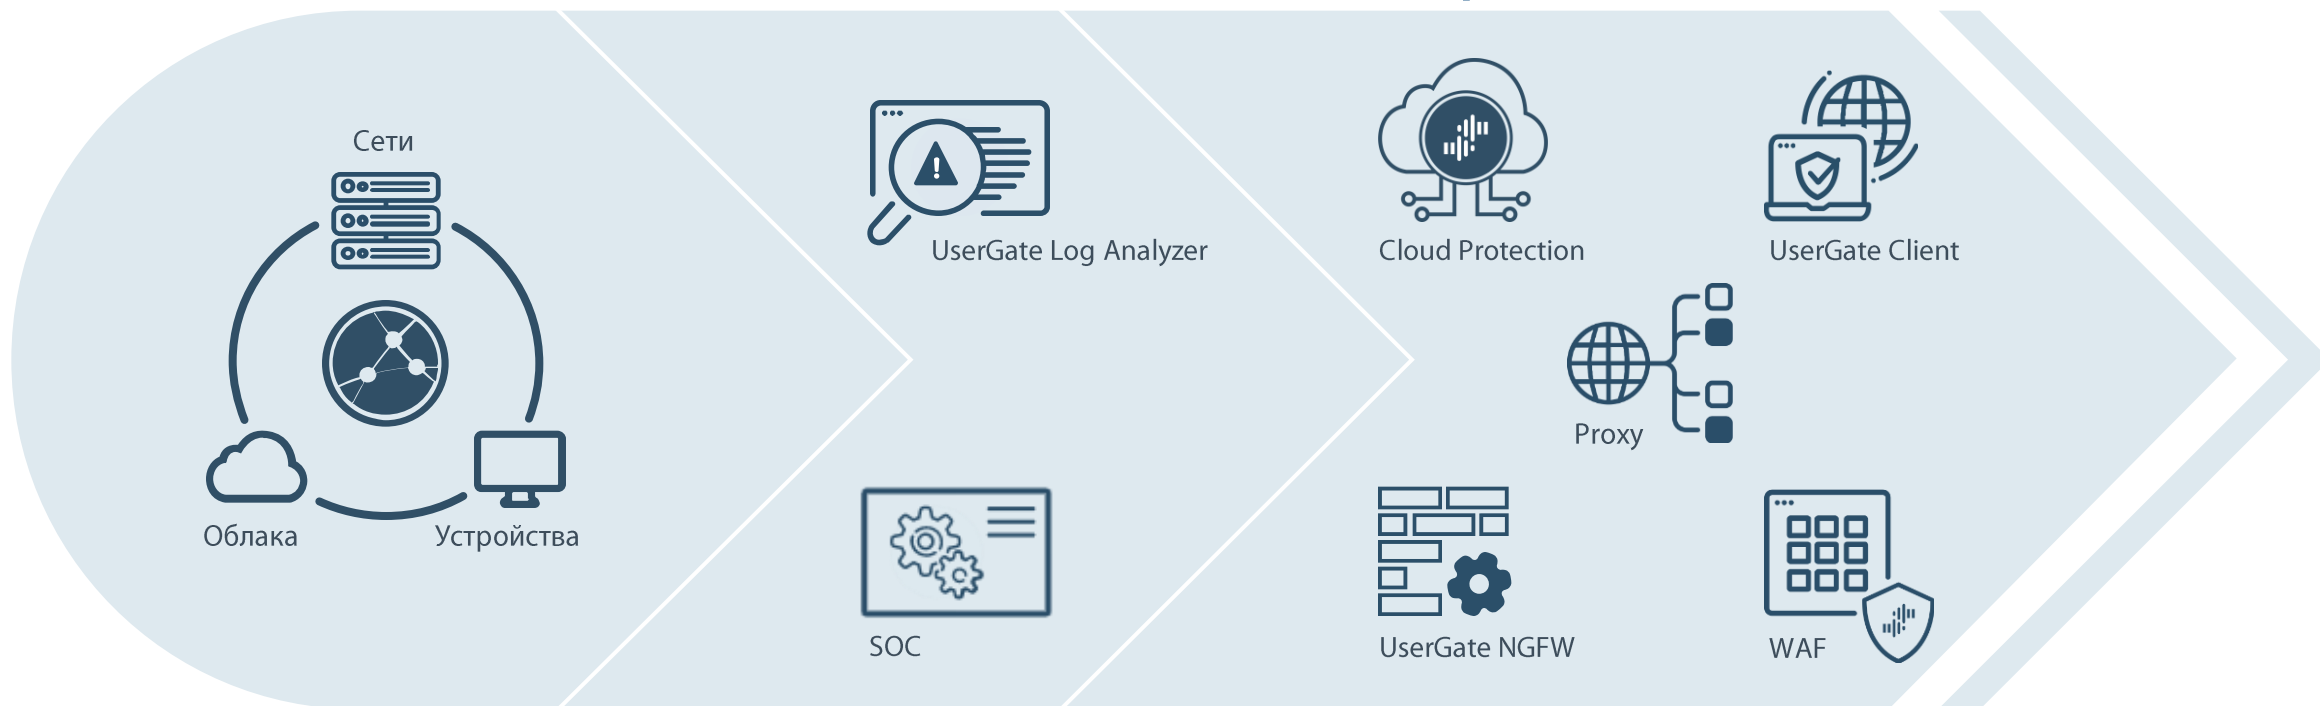 Сети
Облака
Устройства
UserGate Log Analyzer
SOC
Cloud Protection
UserGate Client
Proxy
UserGate NGFW
WAF